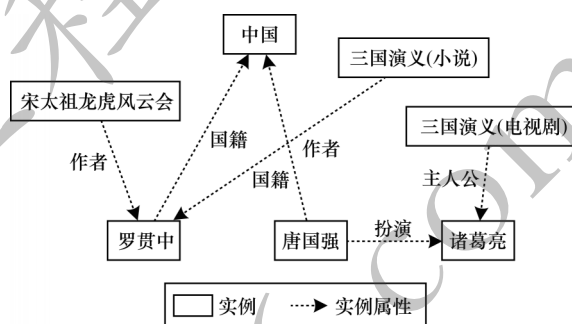 中国
三国演义(小说)
宋太祖龙虎风云会
三国演义(电视剧)
作者
国籍
作者
国籍
主人公
罗贯中
唐国强
扮演
诸葛亮
实例
实例属性
程
com